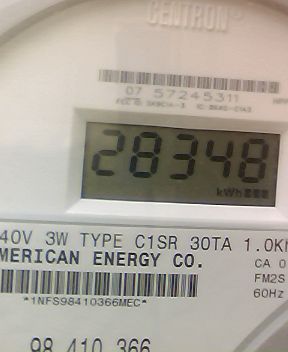 CENTRON®
07 57245311
28348
kWh
40V 3W TYPE C1SR 30TA 1.0K
MERICAN ENERGY CO.
CA 0
FM2S
60Hz
*1NFS98410366MEC*
98 410 366